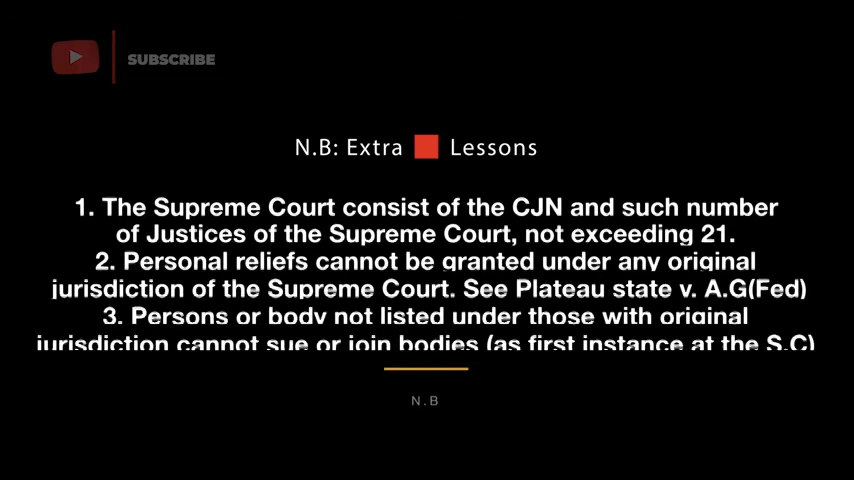 SUBSCRIBE
N.B: Extra Lessons
1. The Supreme Court consist of the CJN and such number
of Justices of the Supreme Court, not exceeding 21.
2. Personal reliefs cannot be granted under any original
jurisdiction of the Supreme Court. See Plateau state v. A.G(Fed)
3. Persons or body not listed under those with original
jurisdiction cannot sue or join bodies (as first instance at the S.C)
N.B